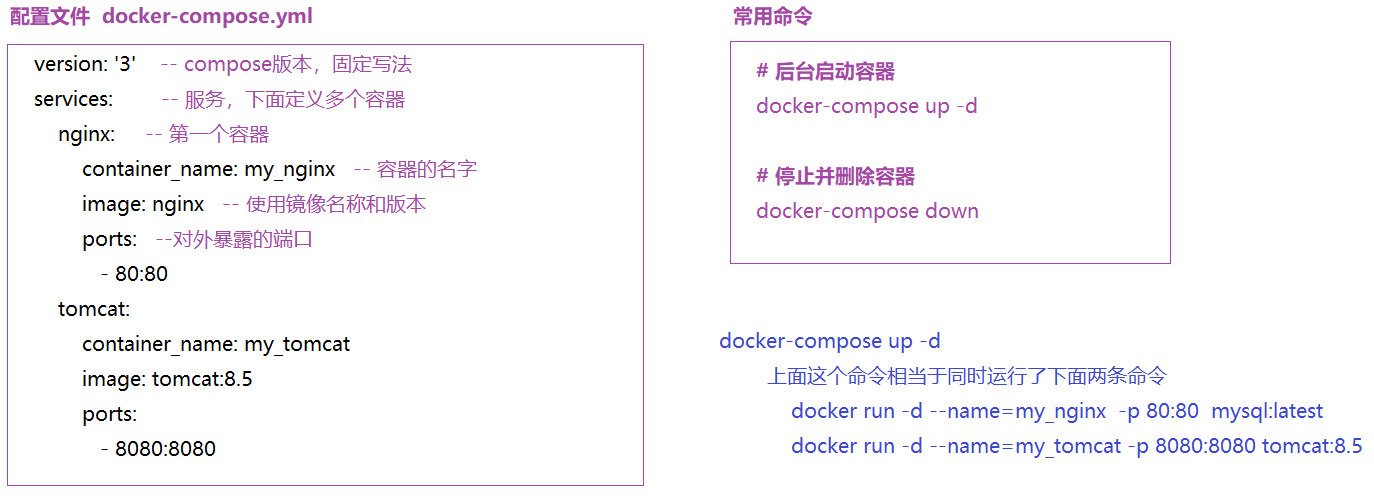 配置文件 docker-compose.yml
version: '3' -- compose版本，固定写法
services: -- 服务，下面定义多个容器
nginx: -- 第一个容器
container_name: my_nginx -- 容器的名字
image: nginx -- 使用镜像名称和版本
ports: --对外暴露的端口
- 80:80
tomcat:
container_name: my_tomcat
image: tomcat:8.5
ports:
- 8080:8080
常用命令
# 后台启动容器
docker-compose up -d
# 停止并删除容器
docker-compose down
docker-compose up -d
上面这个命令相当于同时运行了下面两条命令
docker run -d --name=my_nginx -p 80:80 mysql:latest
docker run -d --name=my_tomcat -p 8080:8080 tomcat:8.5